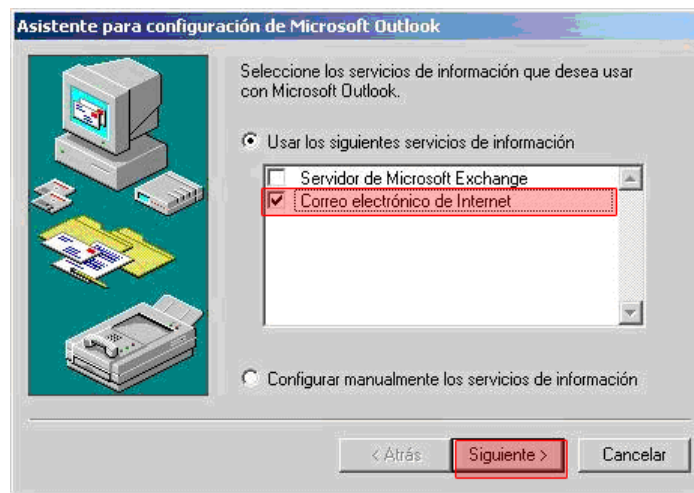 Asistente para configuración de Microsoft Outlook
Seleccione los servicios de información que desea usar
con Microsoft Outlook.
Usar los siguientes servicios de información
Servidor de Microsoft Exchange
Correo electrónico de Internet
Configurar manualmente los servicios de información
< Atrás
Siguiente >
Cancelar